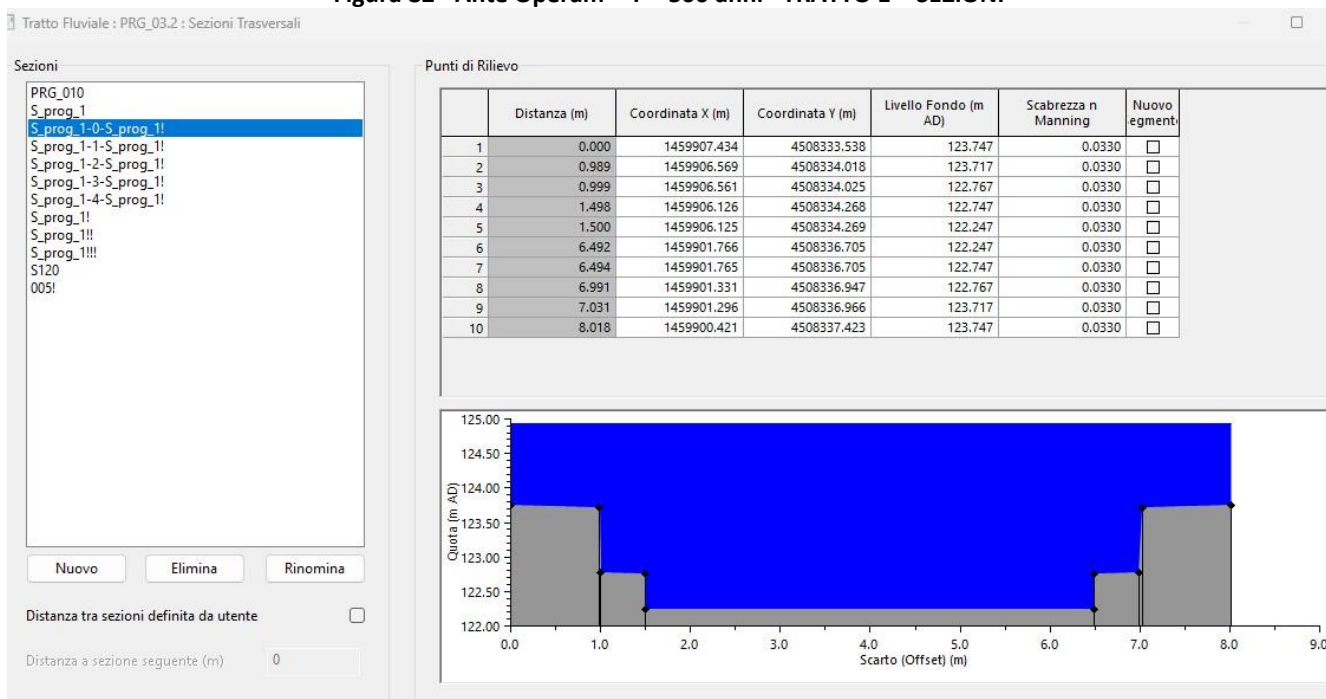 Tratto Fluviale : PRG_03.2 : Sezioni Trasversali
Sezioni
PRG_010
S_prog_1
S_prog_1-0-S_prog_1!
S_prog_1-1-S_prog_1!
S_prog_1-2-S_prog_1!
S_prog_1-3-S_prog_1!
S_prog_1-4-S_prog_1!
S_prog_1!
S_prog_1!!
S_prog_1!!!
S120
005!
Nuovo Elimina Rinomina
Distanza tra sezioni definita da utente
Distanza a sezione seguente (m) 0
Punti di Rilievo
Distanza (m) Coordinata X (m) Coordinata Y (m) Livello Fondo (m AD) Scabrezza n Manning Nuovo egment
1 0.000 1459907.434 4508333.538 123.747 0.0330
2 0.989 1459906.569 4508334.018 123.717 0.0330
3 0.999 1459906.561 4508334.025 122.767 0.0330
4 1.498 1459906.126 4508334.268 122.747 0.0330
5 1.500 1459906.125 4508334.269 122.247 0.0330
6 6.492 1459901.766 4508336.705 122.247 0.0330
7 6.494 1459901.765 4508336.705 122.747 0.0330
8 6.991 1459901.331 4508336.947 122.767 0.0330
9 7.031 1459901.296 4508336.966 123.717 0.0330
10 8.018 1459900.421 4508337.423 123.747 0.0330
Quota (m AD)
125.00
124.50
124.00
123.50
123.00
122.50
122.00
0.0 1.0 2.0 3.0 4.0 5.0 6.0 7.0 8.0 9.0
Scarto (Offset) (m)